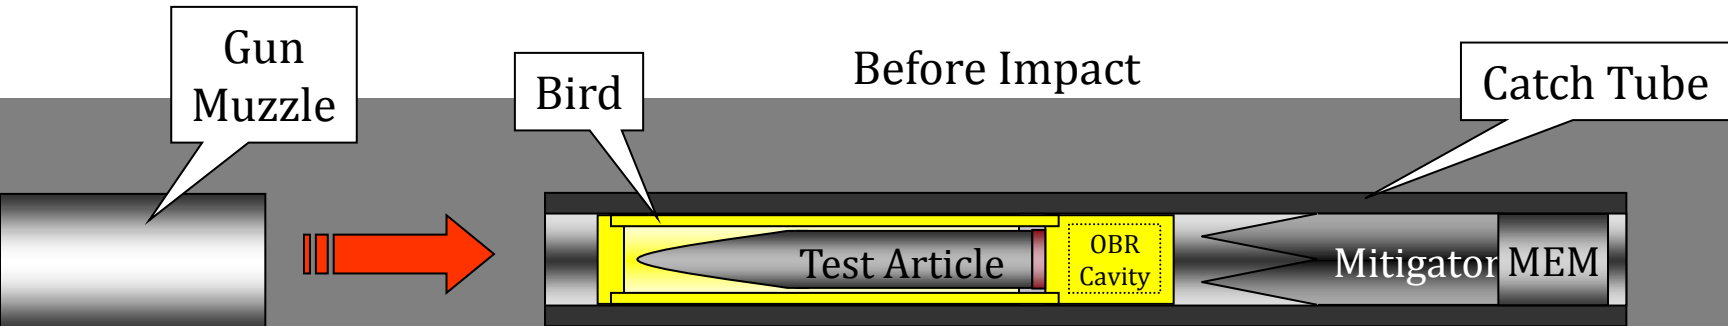 Gun
Muzzle
Bird
Before Impact
Catch Tube
Test Article
OBR
Cavity
Mitigator
MEM